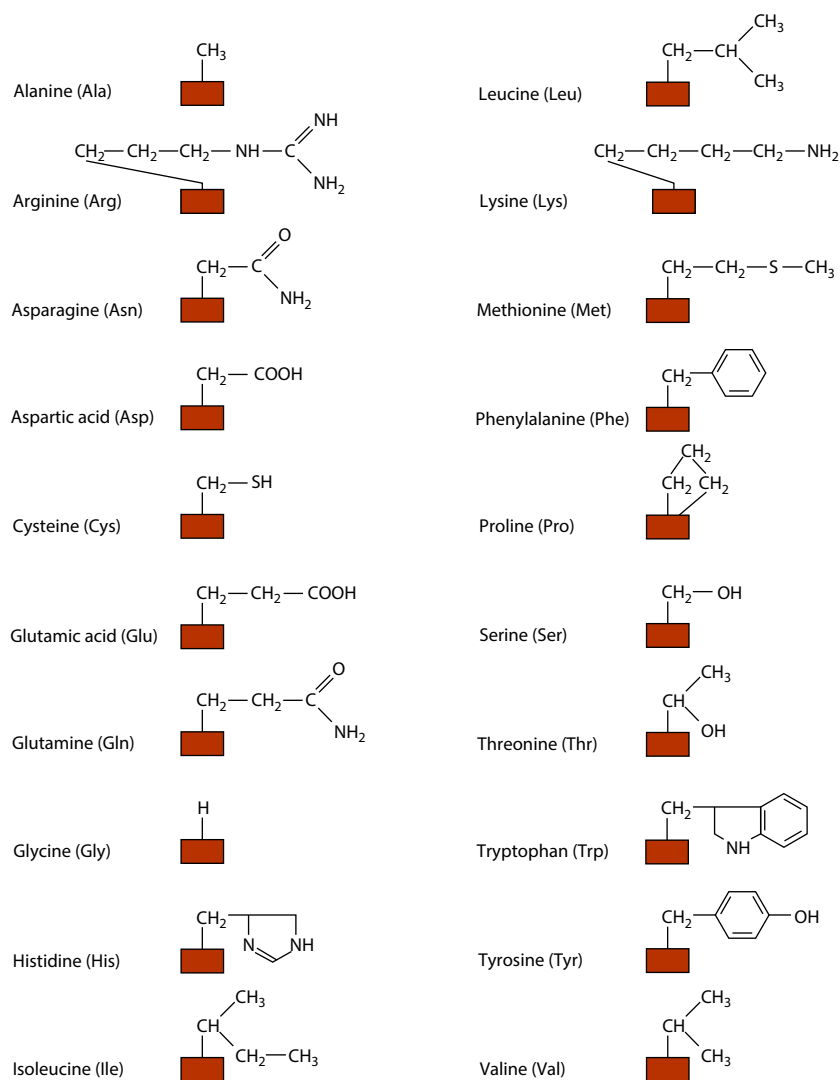 CH₃
Alanine (Ala)
NH
CH₂—CH₂—CH₂—NH—C
NH₂
Arginine (Arg)
O
CH₂—C
NH₂
Asparagine (Asn)
CH₂—COOH
Aspartic acid (Asp)
CH₂—SH
Cysteine (Cys)
CH₂—CH₂—COOH
Glutamic acid (Glu)
O
CH₂—CH₂—C
NH₂
Glutamine (Gln)
H
Glycine (Gly)
CH₂
N NH
Histidine (His)
CH₃
CH
CH₂—CH₃
Isoleucine (Ile)
CH₃
CH₂—CH
CH₃
Leucine (Leu)
CH₂—CH₂—CH₂—CH₂—NH₂
Lysine (Lys)
CH₂—CH₂—S—CH₃
Methionine (Met)
CH₂
Phenylalanine (Phe)
CH₂
CH₂ CH₂
Proline (Pro)
CH₂—OH
Serine (Ser)
CH₃
CH
OH
Threonine (Thr)
CH₂
NH
Tryptophan (Trp)
CH₂
OH
Tyrosine (Tyr)
CH₃
CH
CH₃
Valine (Val)